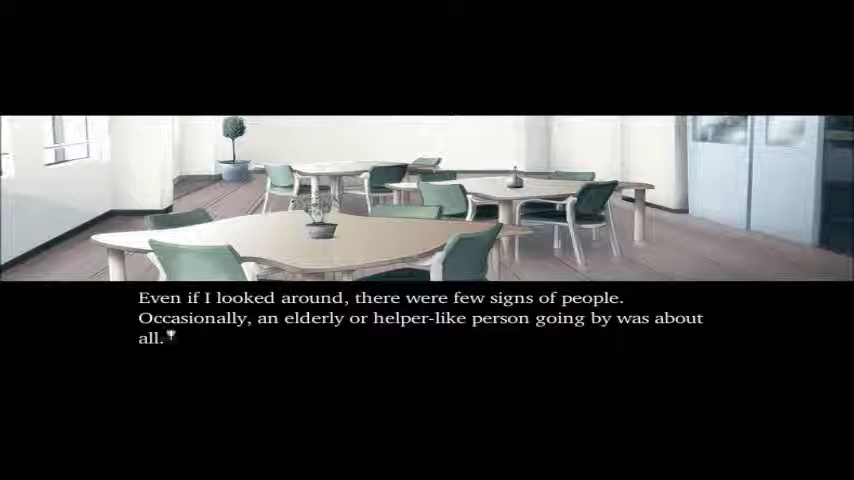 Even if I looked around, there were few signs of people.
Occasionally, an elderly or helper-like person going by was about
all.